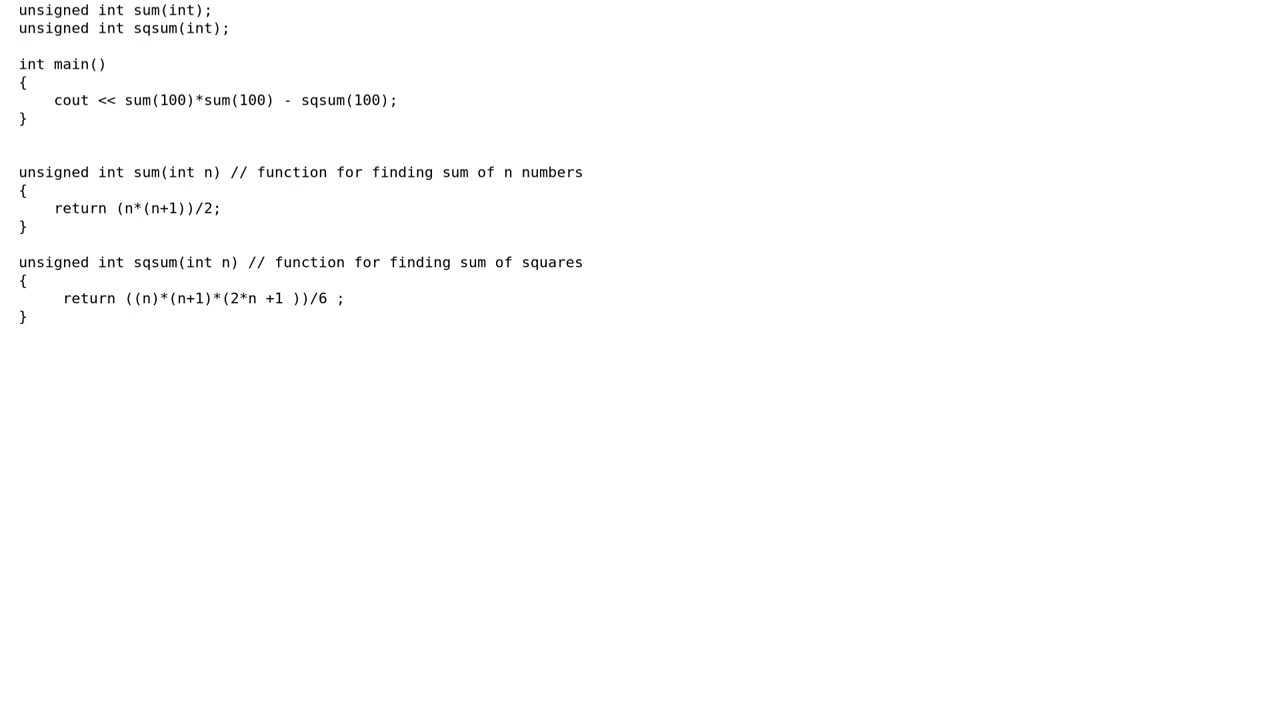 unsigned int sum(int);
unsigned int sqsum(int);
int main()
{
    cout << sum(100)*sum(100) - sqsum(100);
}
unsigned int sum(int n) // function for finding sum of n numbers
{
    return (n*(n+1))/2;
}
unsigned int sqsum(int n) // function for finding sum of squares
{
     return ((n)*(n+1)*(2*n +1 ))/6 ;
}